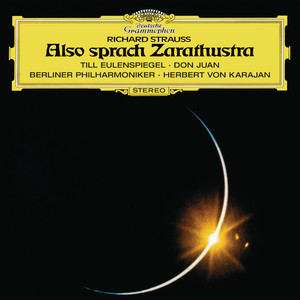 Deutsche
Grammophon
RICHARD STRAUSS
Also sprach Zarathustra
TILL EULENSPIEGEL · DON JUAN
BERLINER PHILHARMONIKER · HERBERT VON KARAJAN
STEREO